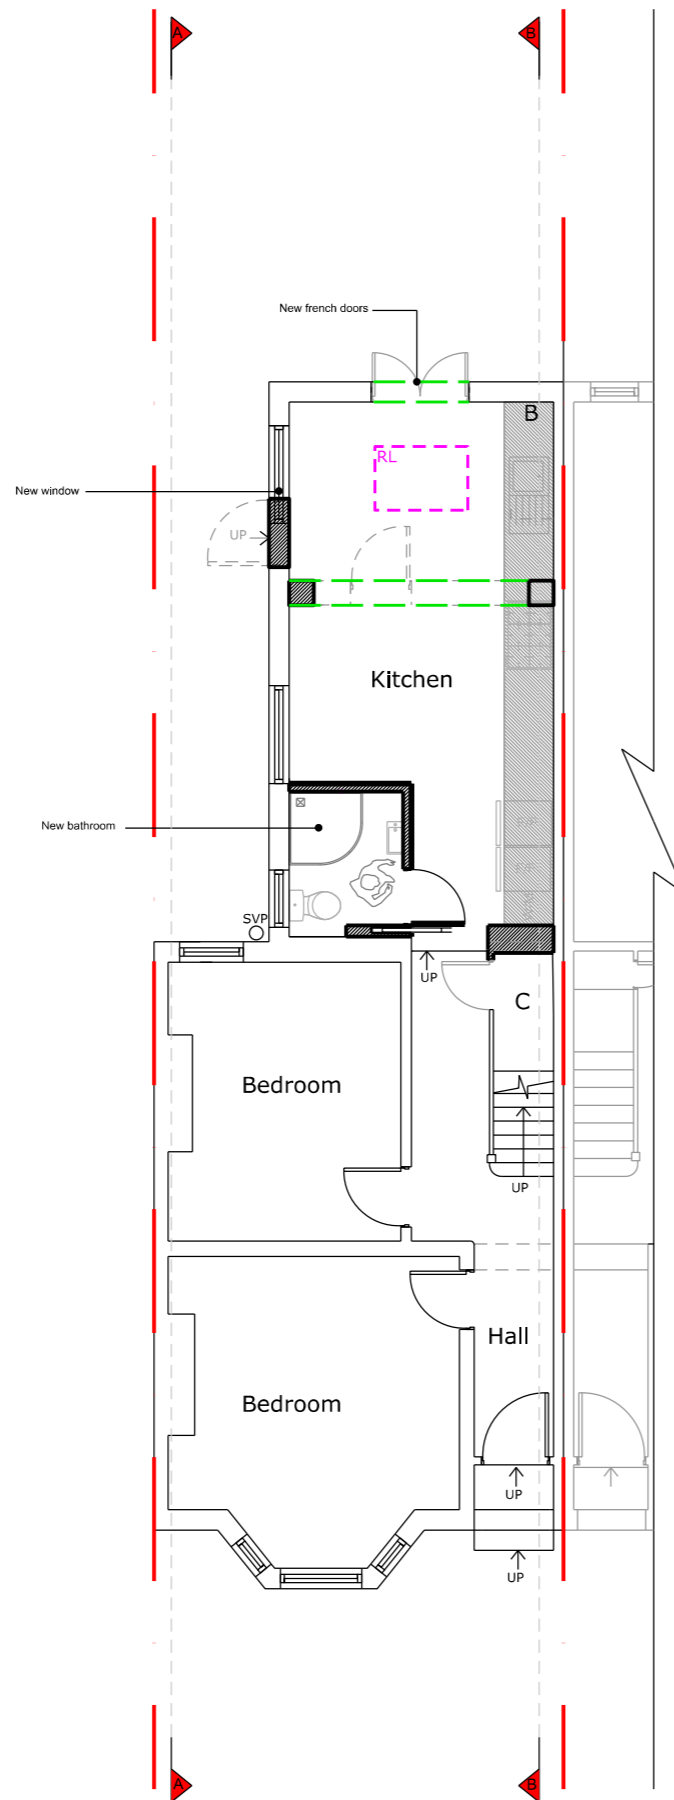 A
B
New french doors
B
RL
New window
UP
Kitchen
New bathroom
SVP
UP
C
Bedroom
UP
Hall
Bedroom
UP
UP
A
B